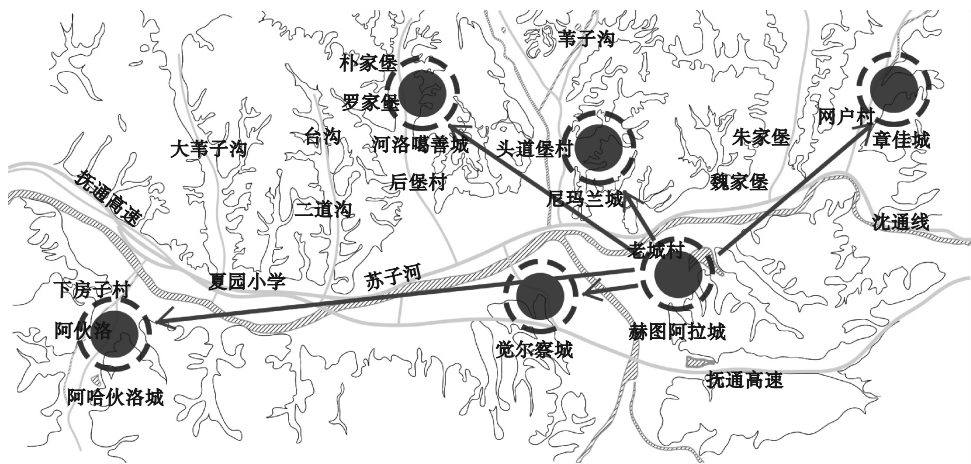 苇子沟
朴家堡
罗家堡
网户村
台沟
朱家堡
河洛噶善城
头道堡村
章佳城
大苇子沟
后堡村
魏家堡
抚通高速
二道沟
尼玛兰城
沈通线
老城村
苏子河
夏园小学
下房子村
阿伙洛
赫图阿拉城
觉尔察城
抚通高速
阿哈伙洛城